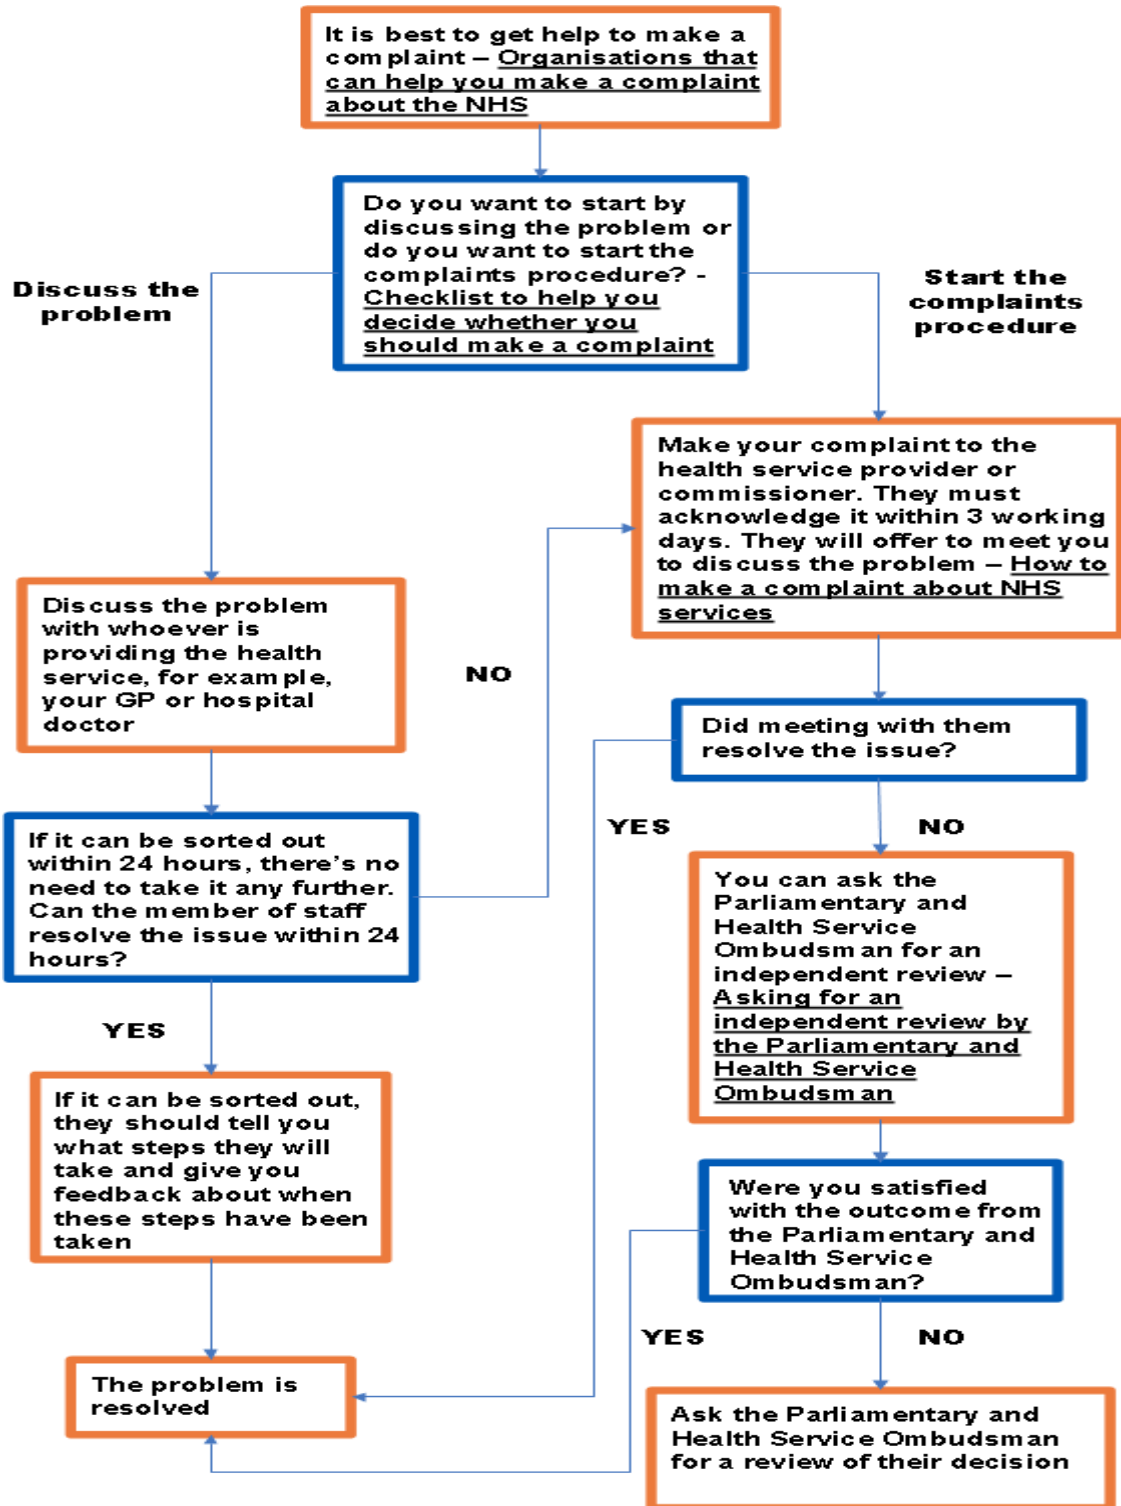 It is best to get help to make a
complaint – Organisations that
can help you make a complaint
about the NHS
Do you want to start by
discussing the problem or
do you want to start the
complaints procedure? -
Checklist to help you
decide whether you
should make a complaint
Discuss the
problem
Start the
complaints
procedure
Make your complaint to the
health service provider or
commissioner. They must
acknowledge it within 3 working
days. They will offer to meet you
to discuss the problem – How to
make a complaint about NHS
services
Discuss the problem
with whoever is
providing the health
service, for example,
your GP or hospital
doctor
NO
Did meeting with them
resolve the issue?
YES
NO
If it can be sorted out
within 24 hours, there's no
need to take it any further.
Can the member of staff
resolve the issue within 24
hours?
You can ask the
Parliamentary and
Health Service
Ombudsman for an
independent review –
Asking for an
independent review by
the Parliamentary and
Health Service
Ombudsman
YES
If it can be sorted out,
they should tell you
what steps they will
take and give you
feedback about when
these steps have been
taken
Were you satisfied
with the outcome from
the Parliamentary and
Health Service
Ombudsman?
YES
NO
The problem is
resolved
Ask the Parliamentary and
Health Service Ombudsman
for a review of their decision